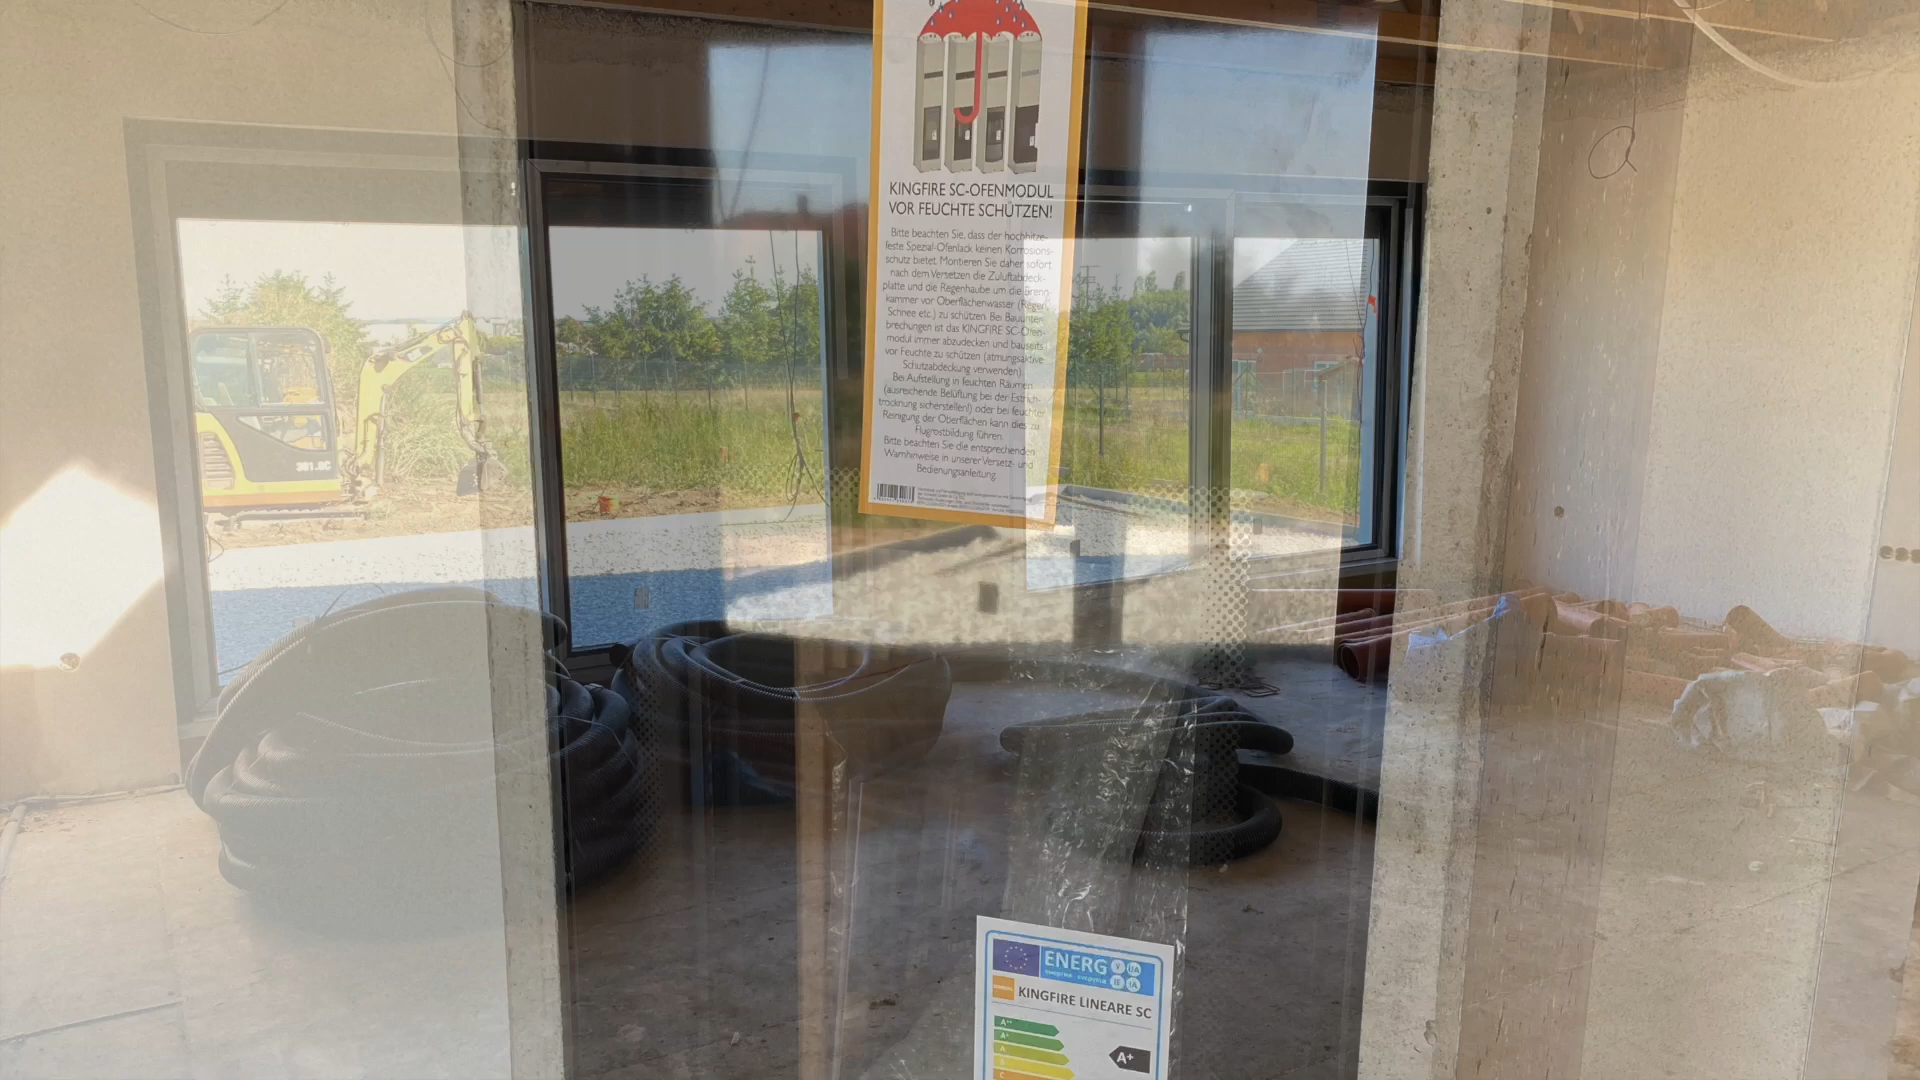 KINGFIRE SC-OFENMODUL
VOR FEUCHTE SCHÜTZEN!
Bitte beachten Sie, dass der hochhitze-
feste Spezial-Ofenlack keinen Korrosions-
schutz bietet. Montieren Sie daher sofort
nach dem Versetzen die Zuluftabdeck-
platte und die Regenhaube um die Brenn-
kammer vor Oberflächenwasser (Regen,
Schnee etc.) zu schützen. Bei Bauunter-
brechungen ist das KINGFIRE SC-Ofen-
modul immer abzudecken und bauseits
vor Feuchte zu schützen (atmungsaktive
Schutzabdeckung verwenden).
Bei Aufstellung in feuchten Räumen
(ausreichende Belüftung bei der Estrich-
trocknung sicherstellen!) oder bei feuchter
Reinigung der Oberflächen kann dies zu
Flugrostbildung führen.
Bitte beachten Sie die entsprechenden
Warnhinweise in unserer Versetz- und
Bedienungsanleitung.
301.8C
ENERG
Y IJA
IE IA
KINGFIRE LINEARE SC
A++
A+
A
B
C
A+